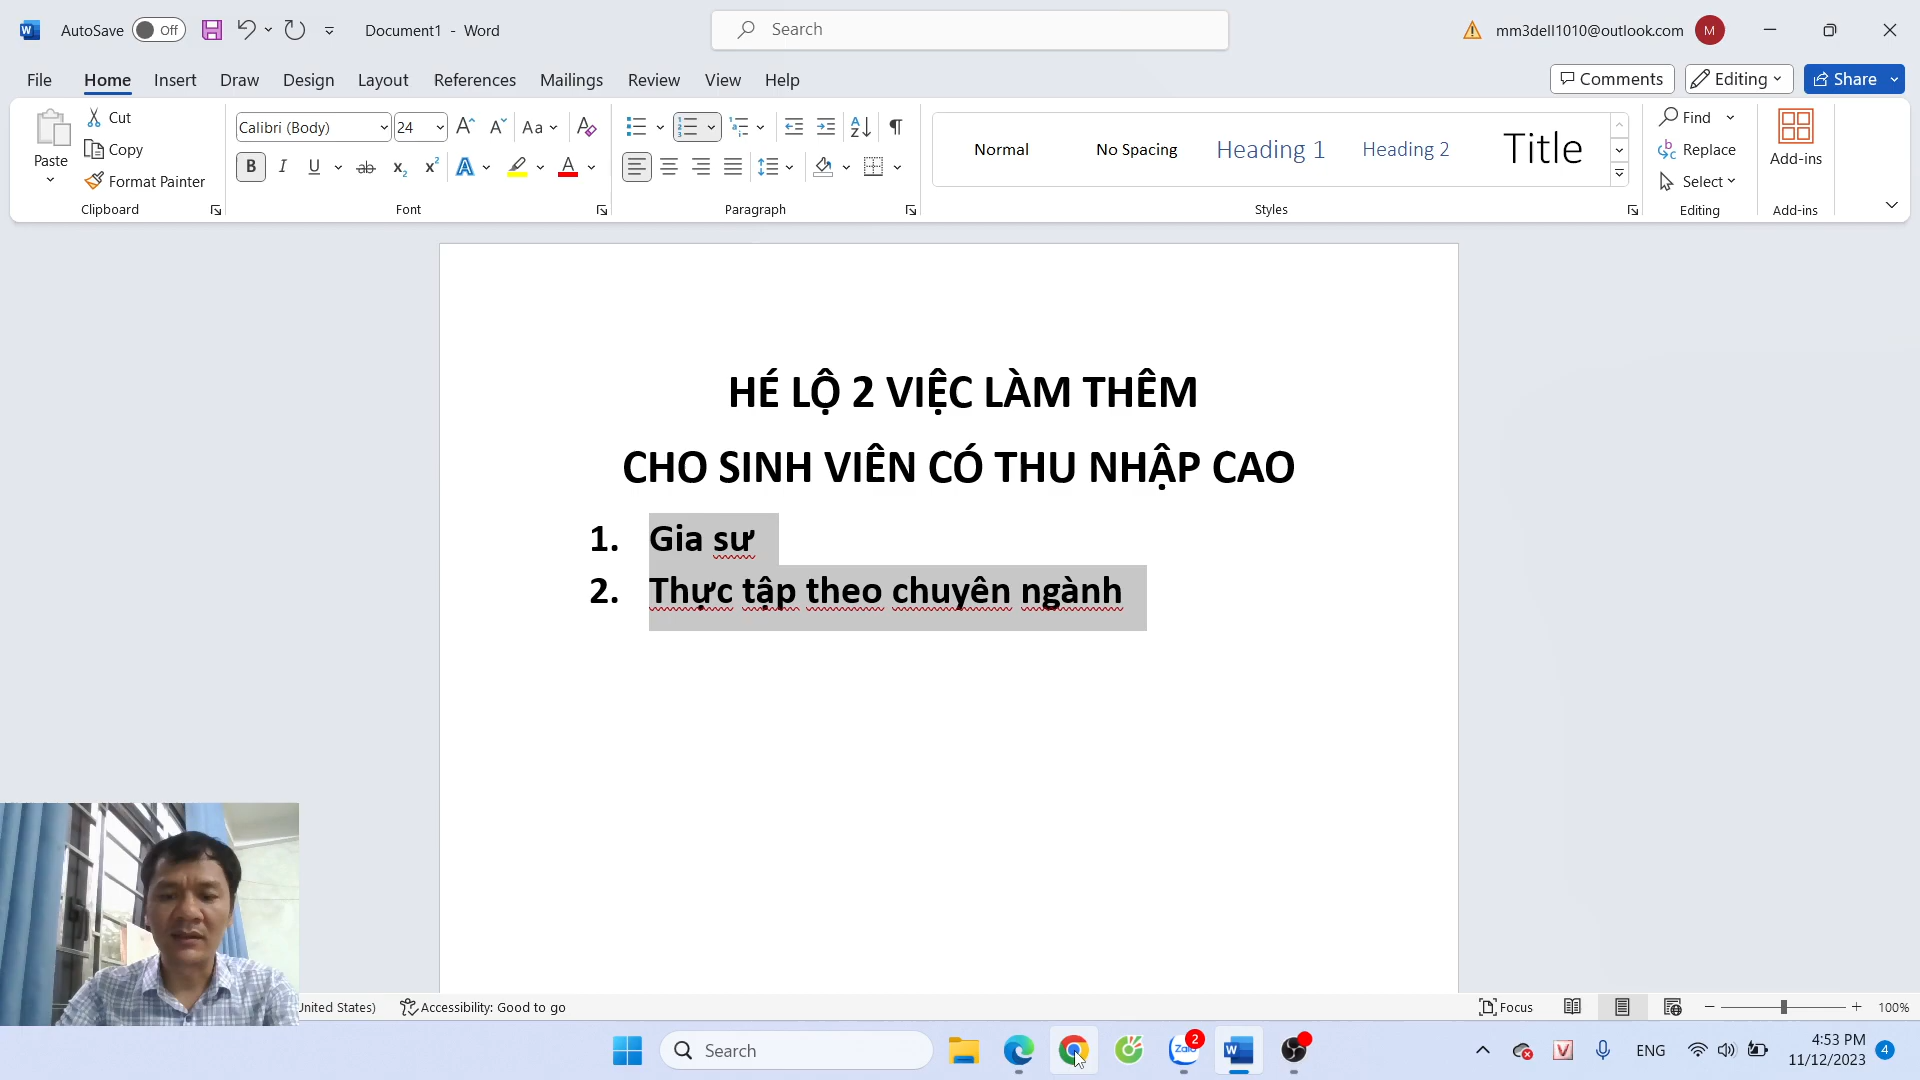 AutoSave Off Document1 - Word Search mm3dell1010@outlook.com M
File Home Insert Draw Design Layout References Mailings Review View Help Comments Editing Share
Paste Cut Copy Format Painter Clipboard
Calibri (Body) 24 Font
Paragraph
Normal No Spacing Heading 1 Heading 2 Title Styles
Find Replace Select Editing
Add-ins Add-ins
HÉ LỘ 2 VIỆC LÀM THÊM
CHO SINH VIÊN CÓ THU NHẬP CAO
1. Gia sư
2. Thực tập theo chuyên ngành
United States) Accessibility: Good to go Focus 100%
Search Zalo 2 ENG 4:53 PM 4
11/12/2023